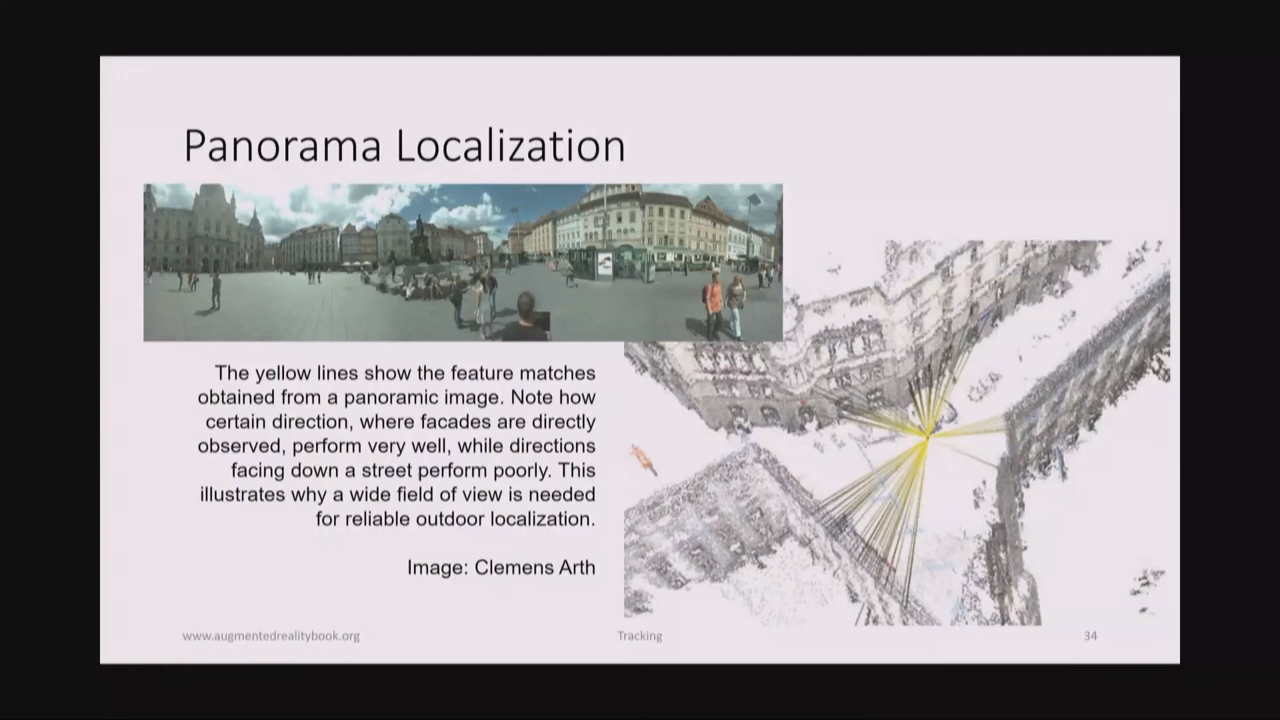 Panorama Localization
The yellow lines show the feature matches
obtained from a panoramic image. Note how
certain direction, where facades are directly
observed, perform very well, while directions
facing down a street perform poorly. This
illustrates why a wide field of view is needed
for reliable outdoor localization.
Image: Clemens Arth
www.augmentedrealitybook.org
Tracking
34